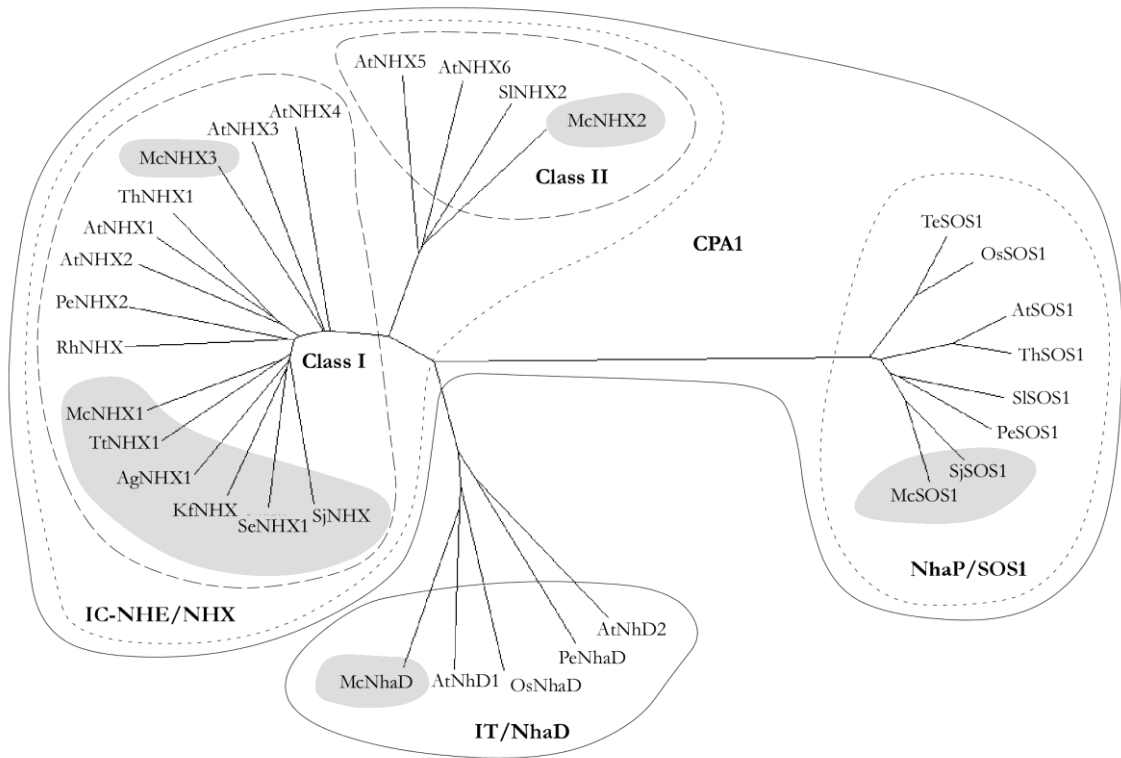 AtNHX5
AtNHX6
SlNHX2
McNHX2
Class II
AtNHX4
AtNHX3
McNHX3
ThNHX1
AtNHX1
AtNHX2
PeNHX2
RhNHX
Class I
McNHX1
TtNHX1
AgNHX1
KfNHX
SeNHX1
SjNHX
IC-NHE/NHX
CPA1
TeSOS1
OsSOS1
AtSOS1
ThSOS1
SlSOS1
PeSOS1
SjSOS1
McSOS1
NhaP/SOS1
AtNhD2
PeNhaD
OsNhaD
AtNhD1
McNhaD
IT/NhaD